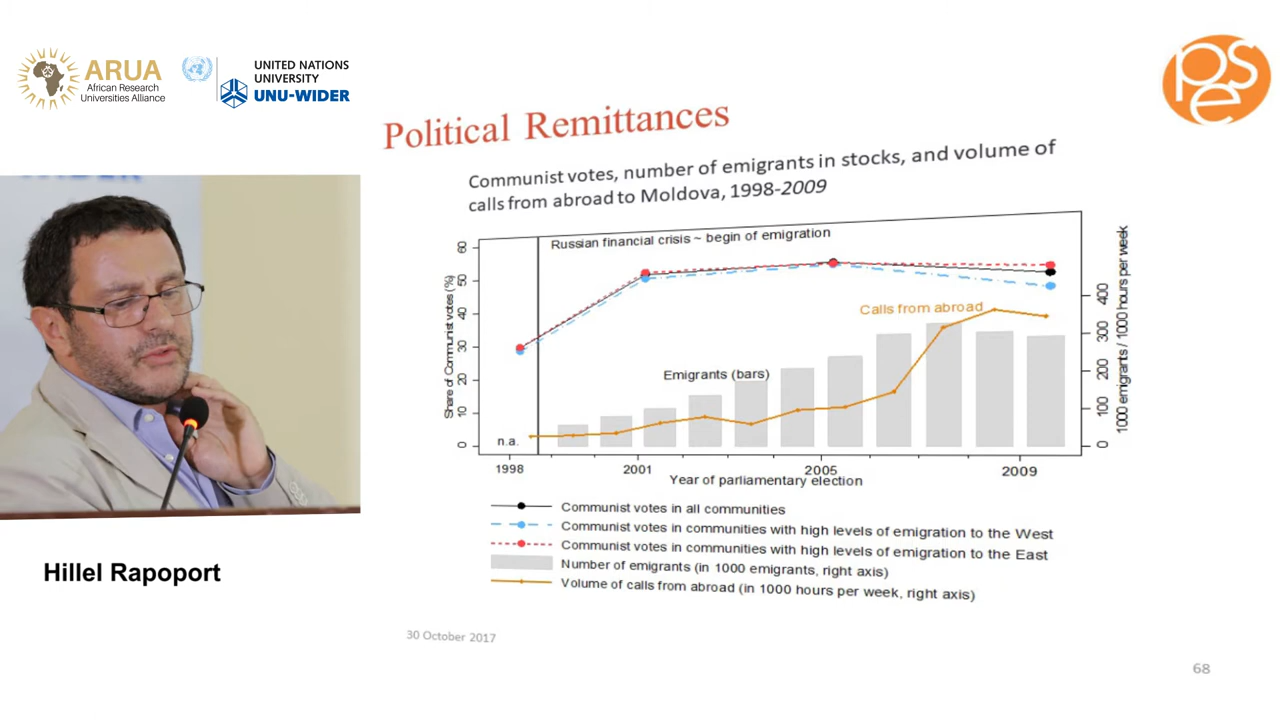 ARUA
African Research
Universities Alliance
UNITED NATIONS
UNIVERSITY
UNU-WIDER
pse
Political Remittances
Communist votes, number of emigrants in stocks, and volume of
calls from abroad to Moldova, 1998-2009
Russian financial crisis ~ begin of emigration
Share of Communist votes (%)
60
50
40
30
20
10
0
Calls from abroad
Emigrants (bars)
n.a.
400
300
200
100
0
1000 emigrants / 1000 hours per week
1998
2001
2005
2009
Year of parliamentary election
Communist votes in all communities
Communist votes in communities with high levels of emigration to the West
Communist votes in communities with high levels of emigration to the East
Number of emigrants (in 1000 emigrants, right axis)
Volume of calls from abroad (in 1000 hours per week, right axis)
Hillel Rapoport
30 October 2017
68